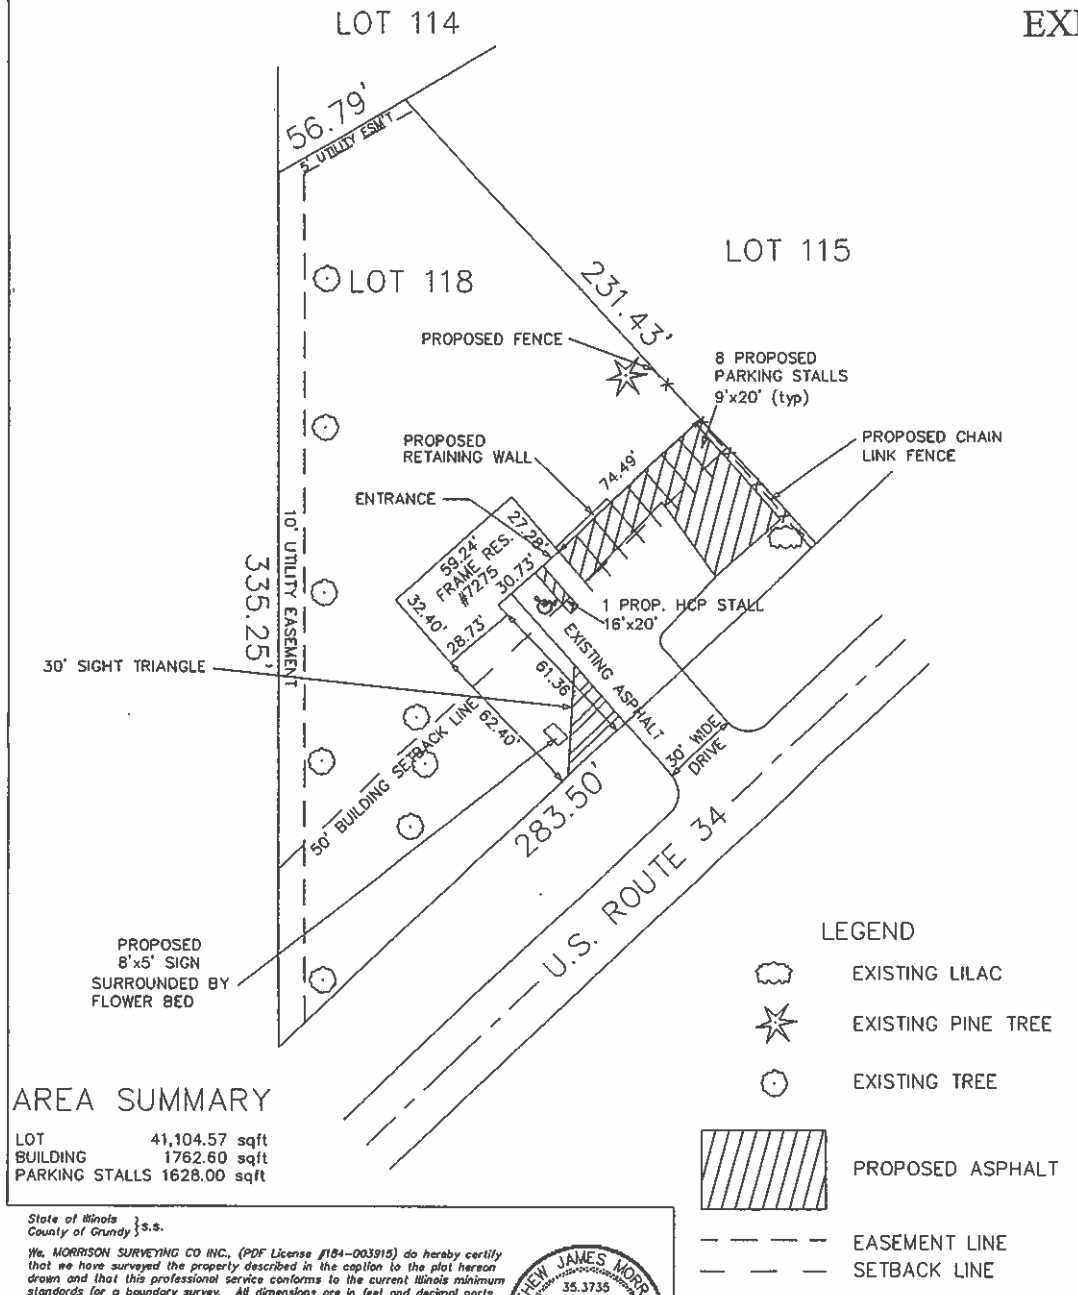 LOT 114
EXI
56.79'
5' UTILITY ESM'T
LOT 115
231.43'
LOT 118
PROPOSED FENCE
8 PROPOSED
PARKING STALLS
9'x20' (typ)
PROPOSED
RETAINING WALL
74.49'
PROPOSED CHAIN
LINK FENCE
ENTRANCE
27.28'
59.24'
FRAME RES.
#7275
30.73'
32.40'
28.73'
10' UTILITY EASEMENT
335.25'
1 PROP. HCP STALL
16'x20'
EXISTING ASPHALT
30' SIGHT TRIANGLE
61.36
62.40'
50' BUILDING SETBACK LINE
30' WIDE
DRIVE
283.50'
U.S. ROUTE 34
PROPOSED
8'x5' SIGN
SURROUNDED BY
FLOWER BED
LEGEND
EXISTING LILAC
EXISTING PINE TREE
EXISTING TREE
PROPOSED ASPHALT
EASEMENT LINE
SETBACK LINE
AREA SUMMARY
LOT 41,104.57 sqft
BUILDING 1762.60 sqft
PARKING STALLS 1628.00 sqft
State of Illinois
County of Grundy } s.s.
We, MORRISON SURVEYING CO INC., (PDF License #184-003915) do hereby certify
that we have surveyed the property described in the caption to the plat hereon
drawn and that this professional service conforms to the current Illinois minimum
standards for a boundary survey. All dimensions are in feet and decimal parts
HEW JAMES MORR
35.3735